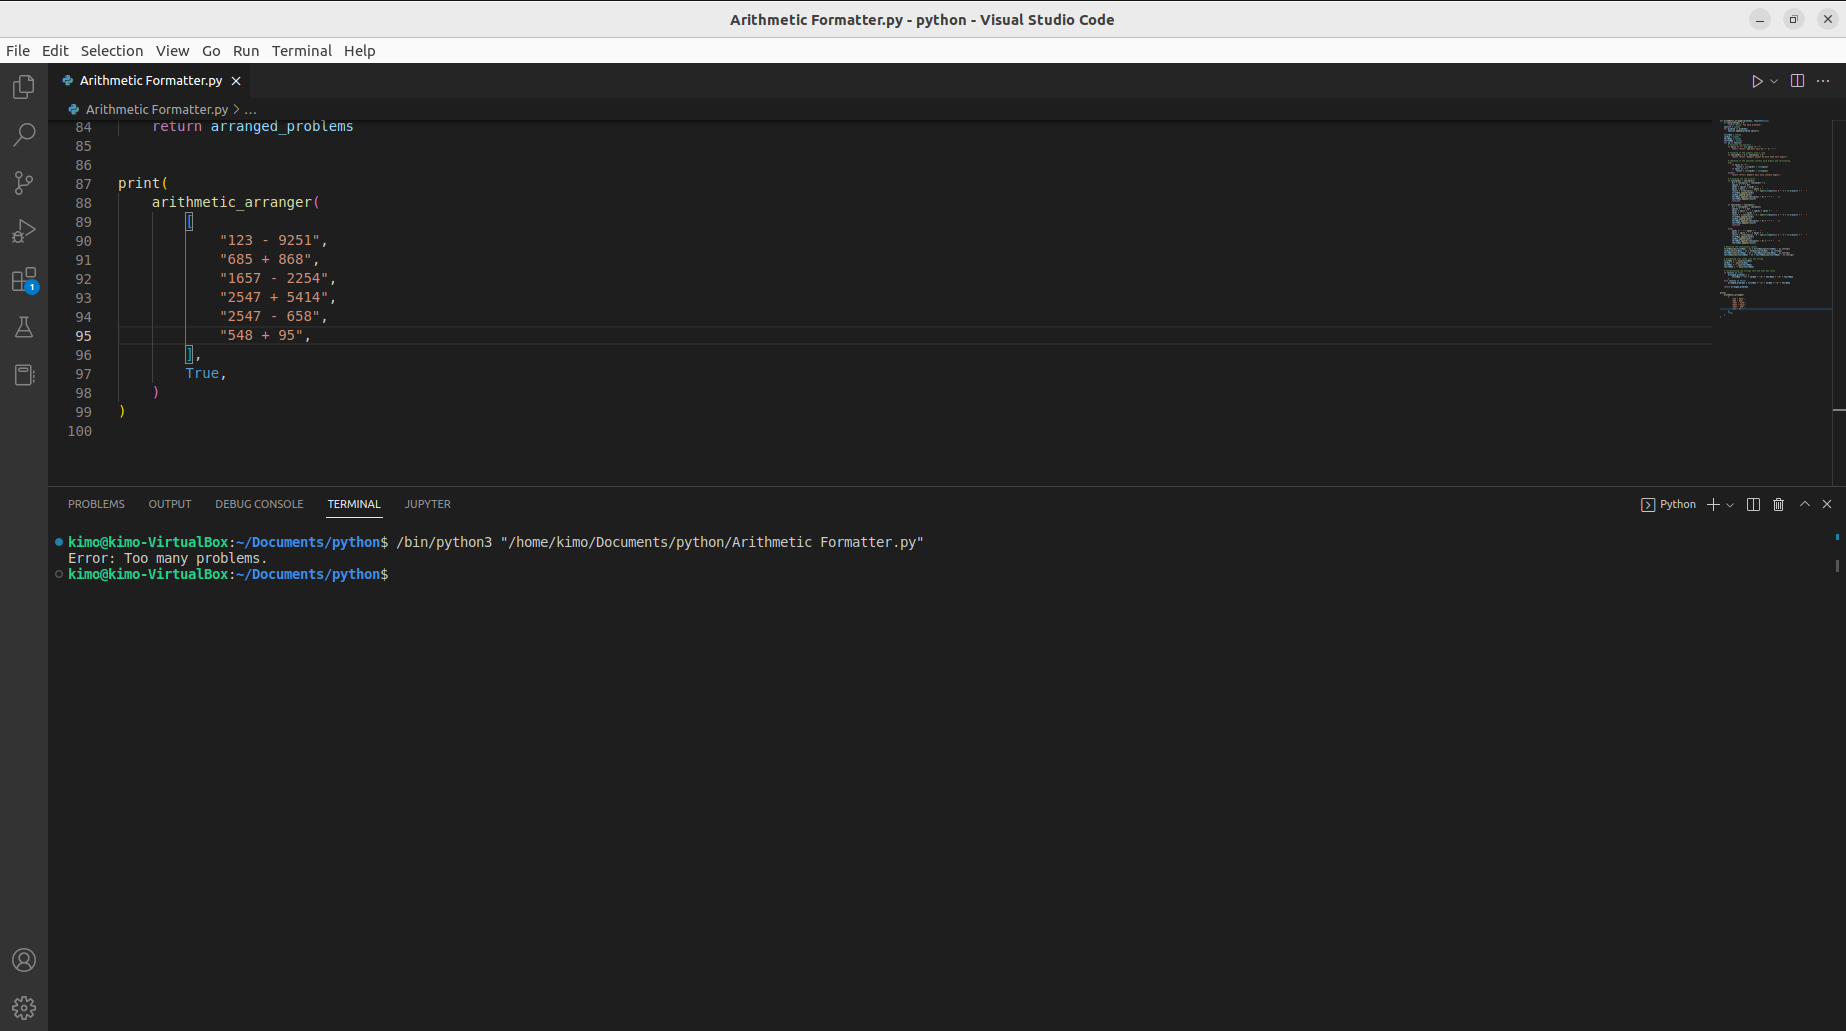 Arithmetic Formatter.py - python - Visual Studio Code
File Edit Selection View Go Run Terminal Help
Arithmetic Formatter.py
Arithmetic Formatter.py > ...
84 return arranged_problems
85
86
87 print(
88 arithmetic_arranger(
89 [
90 "123 - 9251",
91 "685 + 868",
92 "1657 - 2254",
93 "2547 + 5414",
94 "2547 - 658",
95 "548 + 95",
96 ],
97 True,
98 )
99 )
100
1
PROBLEMS OUTPUT DEBUG CONSOLE TERMINAL JUPYTER Python
kimo@kimo-VirtualBox:~/Documents/python$ /bin/python3 "/home/kimo/Documents/python/Arithmetic Formatter.py"
Error: Too many problems.
kimo@kimo-VirtualBox:~/Documents/python$